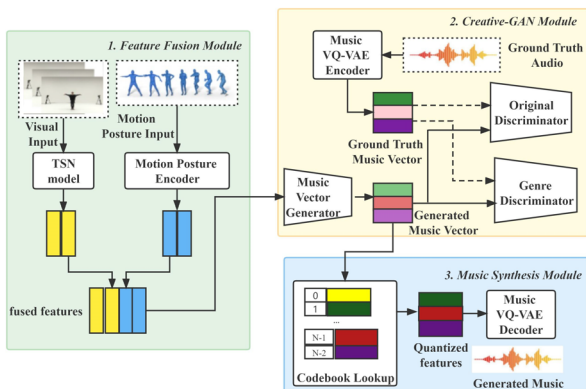 1. Feature Fusion Module
Visual
Input
Motion
Posture Input
TSN
model
Motion Posture
Encoder
fused features
2. Creative-GAN Module
Music
VQ-VAE
Encoder
Ground Truth
Audio
Ground Truth
Music Vector
Original
Discriminator
Music
Vector
Generator
Generated
Music Vector
Genre
Discriminator
3. Music Synthesis Module
0
1
...
N-1
N-2
Codebook Lookup
Quantized
features
Music
VQ-VAE
Decoder
Generated Music